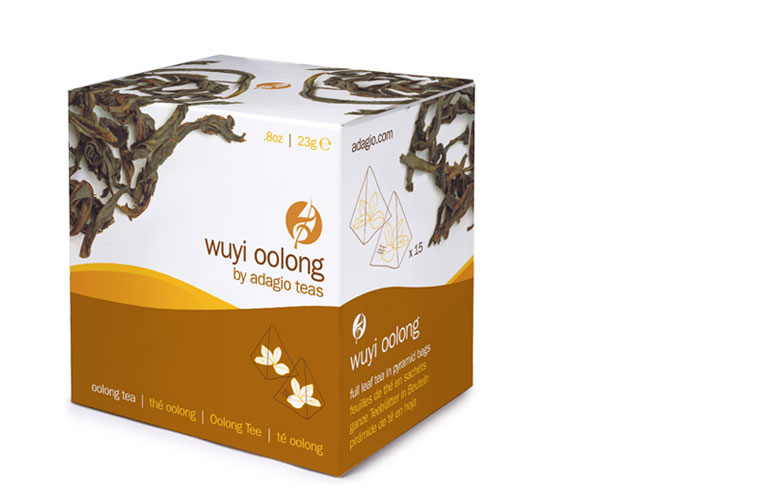 .8oz | 23g ℮
wuyi oolong
by adagio teas
oolong tea | thé oolong | Oolong Tee | té oolong
adagio.com
x 15
wuyi oolong
full leaf tea in pyramid bags
feuilles de thé en sachets
ganze Teeblätter in Beuteln
pirámide de té en hoja